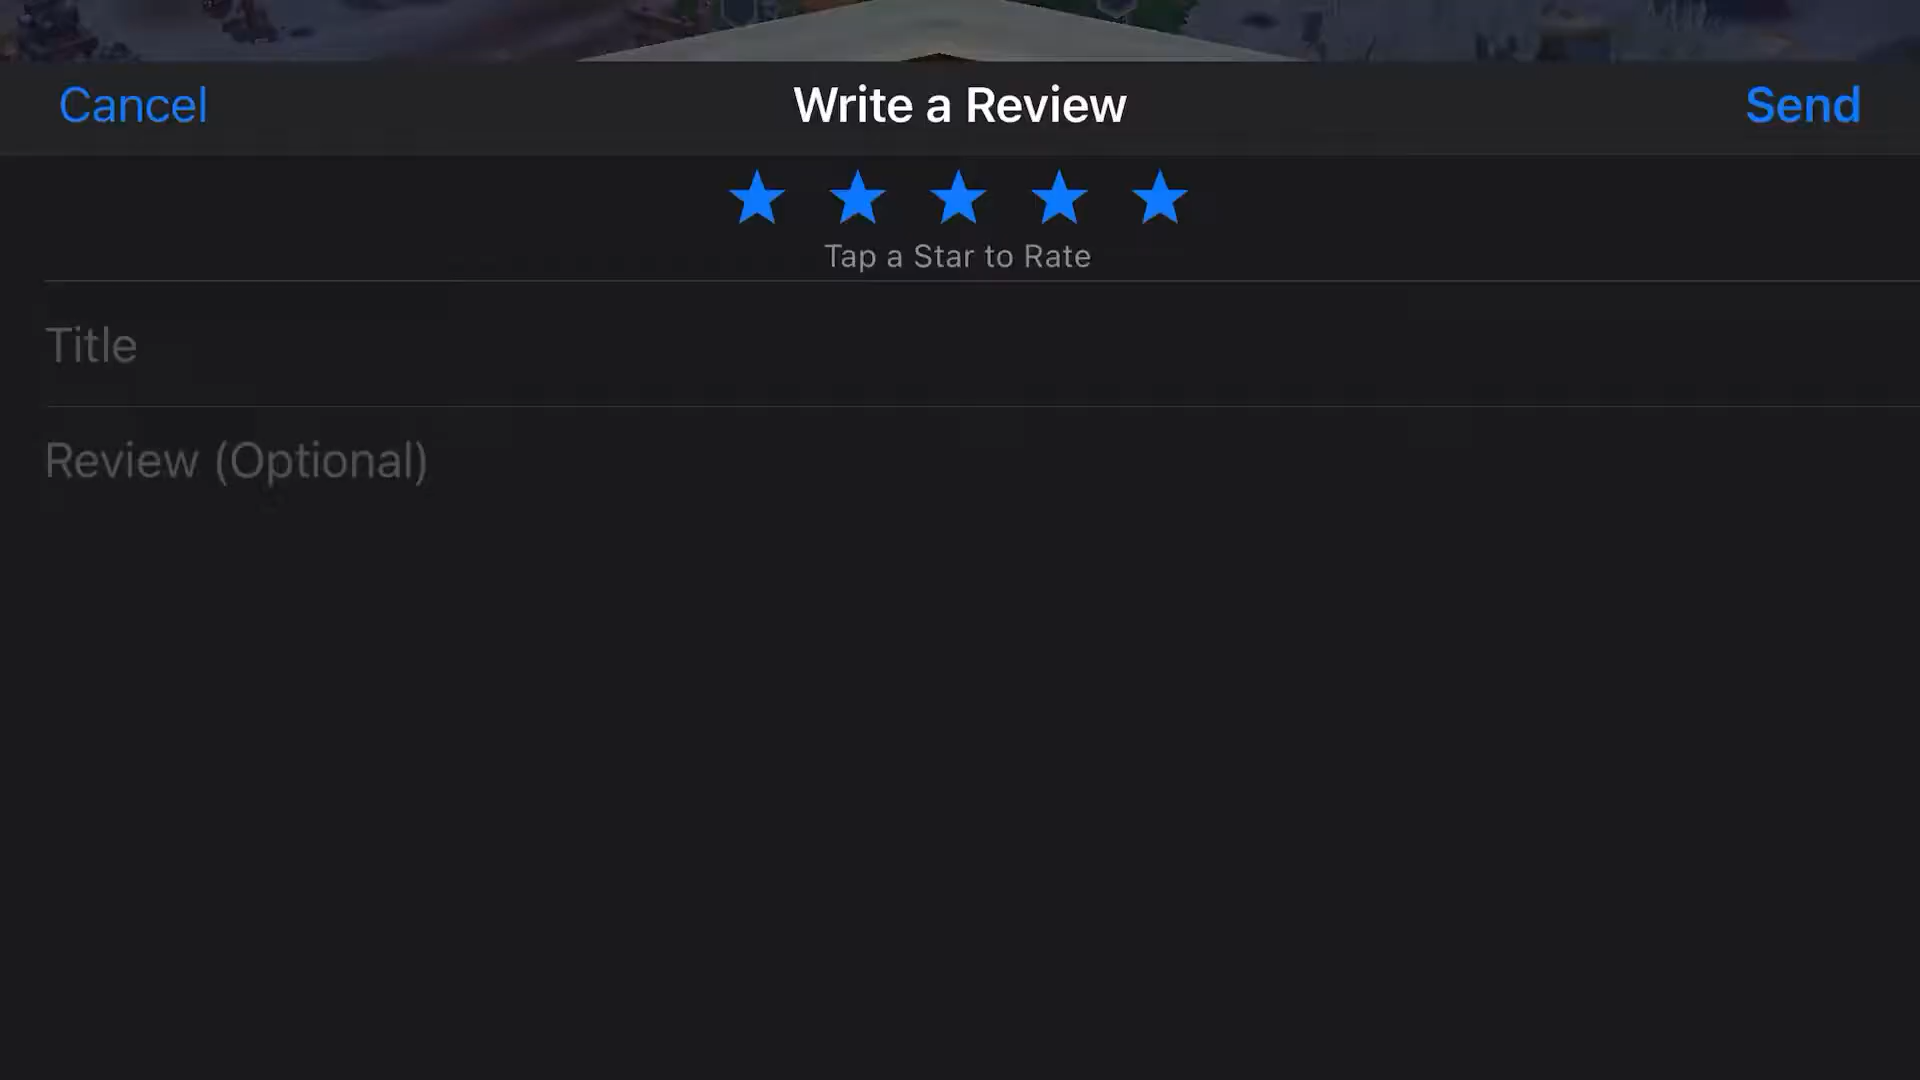 Cancel Write a Review Send
Tap a Star to Rate
Title
Review (Optional)